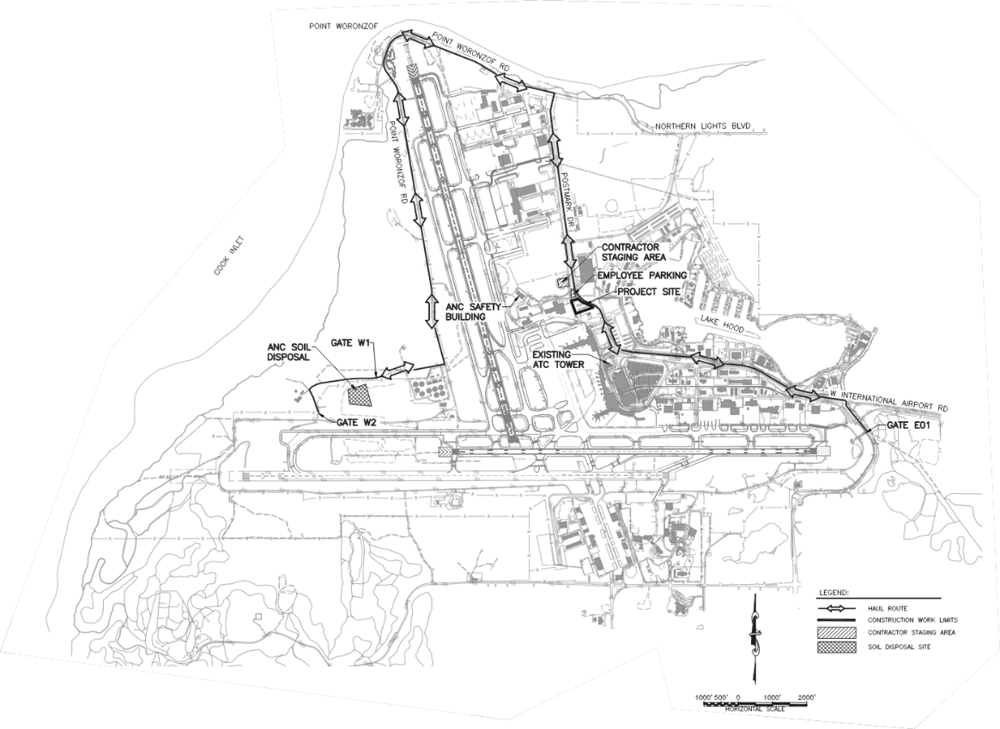 POINT WORONZOF
POINT WORONZOF RD
NORTHERN LIGHTS BLVD
POINT WORONZOF RD
POSTMARK DR
COOK INLET
CONTRACTOR
STAGING AREA
EMPLOYEE PARKING
PROJECT SITE
ANC SAFETY
BUILDING
LAKE HOOD
GATE W1
ANC SOIL
DISPOSAL
EXISTING
ATC TOWER
W INTERNATIONAL AIRPORT RD
GATE W2
GATE E01
LEGEND:
HAUL ROUTE
CONSTRUCTION WORK LIMITS
CONTRACTOR STAGING AREA
SOIL DISPOSAL SITE
1000' 500' 0 1000' 2000'
HORIZONTAL SCALE